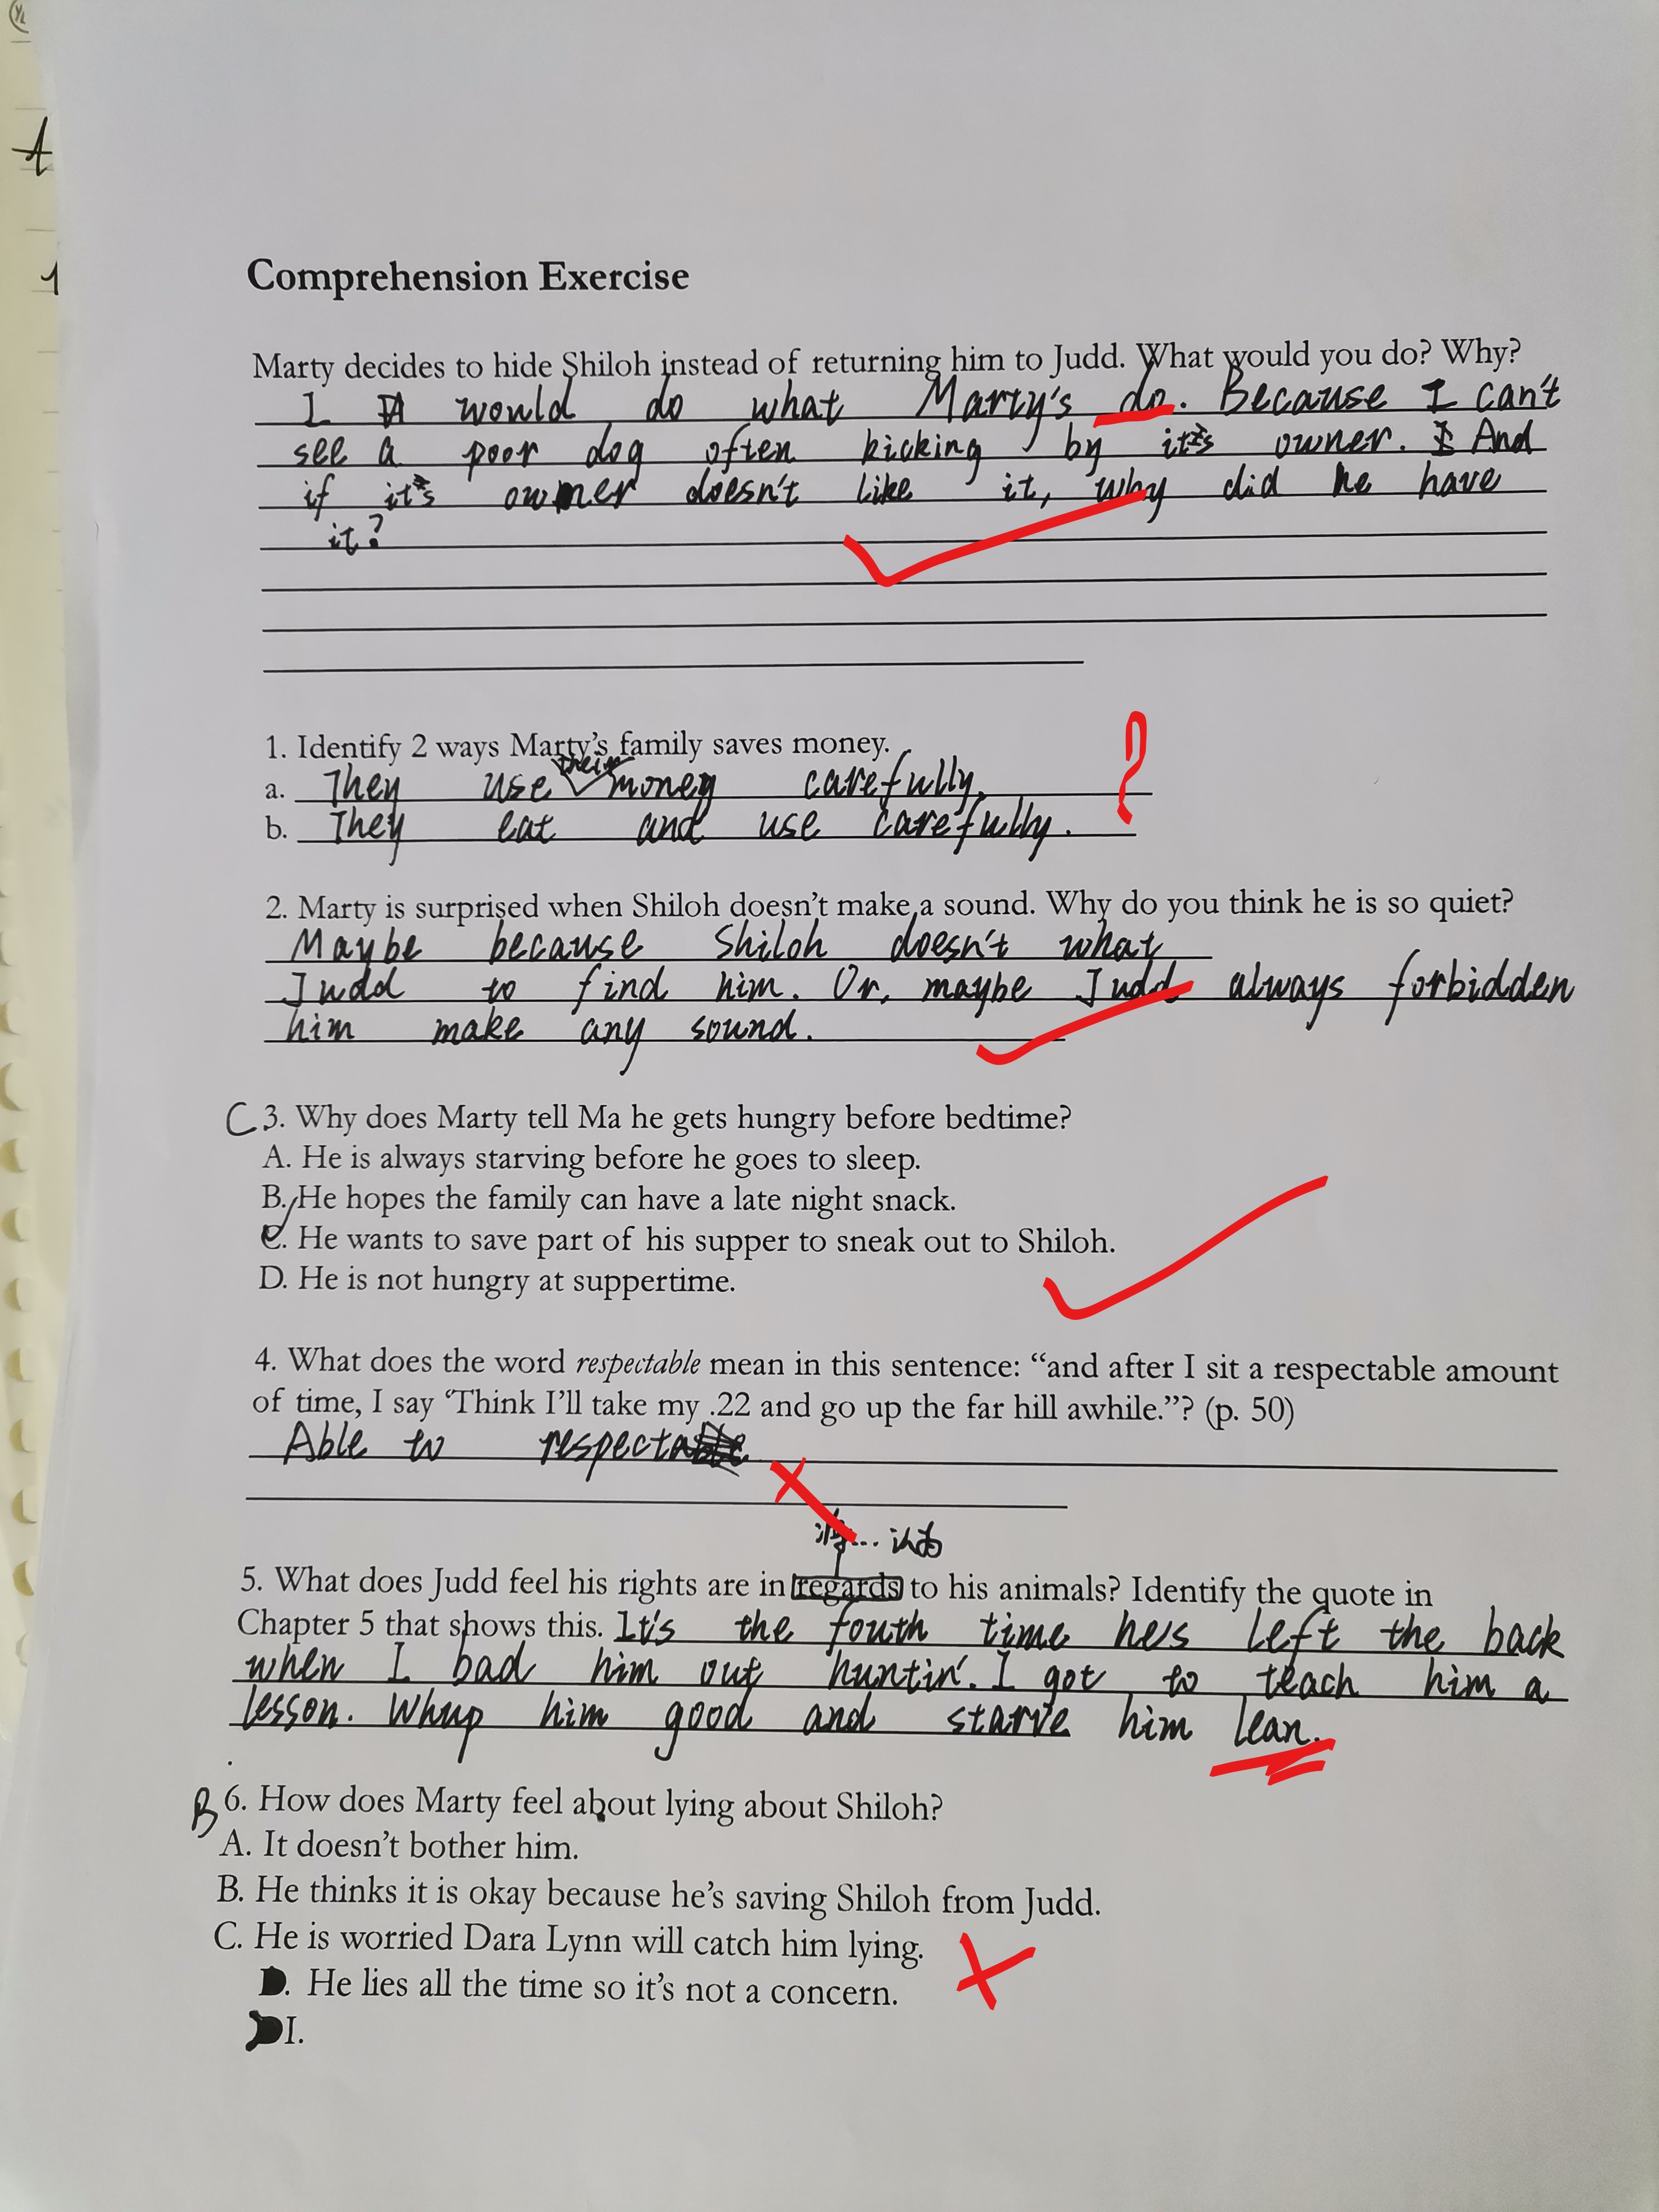 Comprehension Exercise
Marty decides to hide Shiloh instead of returning him to Judd. What would you do? Why?
I would do what Marty's do. Because I can't
see a poor dog often kicking by it's owner. And
if it's owner doesn't like it, why did he have
it?
1. Identify 2 ways Marty's family saves money.
their
a. They use money carefully.
b. They eat and use carefully.
2. Marty is surprised when Shiloh doesn't make a sound. Why do you think he is so quiet?
Maybe because Shiloh doesn't what
Judd to find him. Or, maybe Judd always forbidden
him make any sound.
C 3. Why does Marty tell Ma he gets hungry before bedtime?
A. He is always starving before he goes to sleep.
B. He hopes the family can have a late night snack.
C. He wants to save part of his supper to sneak out to Shiloh.
D. He is not hungry at suppertime.
4. What does the word respectable mean in this sentence: “and after I sit a respectable amount
of time, I say ‘Think I’ll take my .22 and go up the far hill awhile.”? (p. 50)
Able to respect
将...认为
5. What does Judd feel his rights are in regards to his animals? Identify the quote in
Chapter 5 that shows this. It's the fouth time he's left the back
when I bad him out huntin'. I got to teach him a
lesson. Whup him good and starve him lean.
B 6. How does Marty feel about lying about Shiloh?
A. It doesn't bother him.
B. He thinks it is okay because he's saving Shiloh from Judd.
C. He is worried Dara Lynn will catch him lying.
D. He lies all the time so it's not a concern.
I.